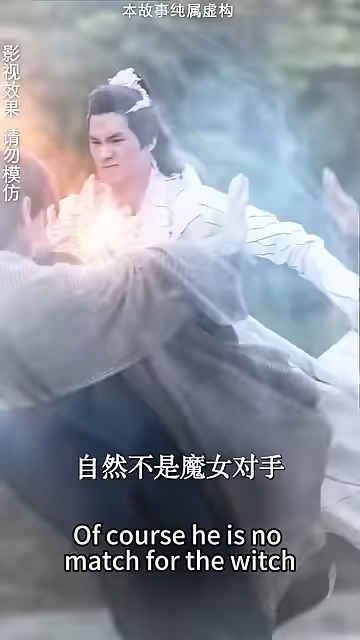 本故事纯属虚构
影视效果 请勿模仿
自然不是魔女对手
Of course he is no
match for the witch